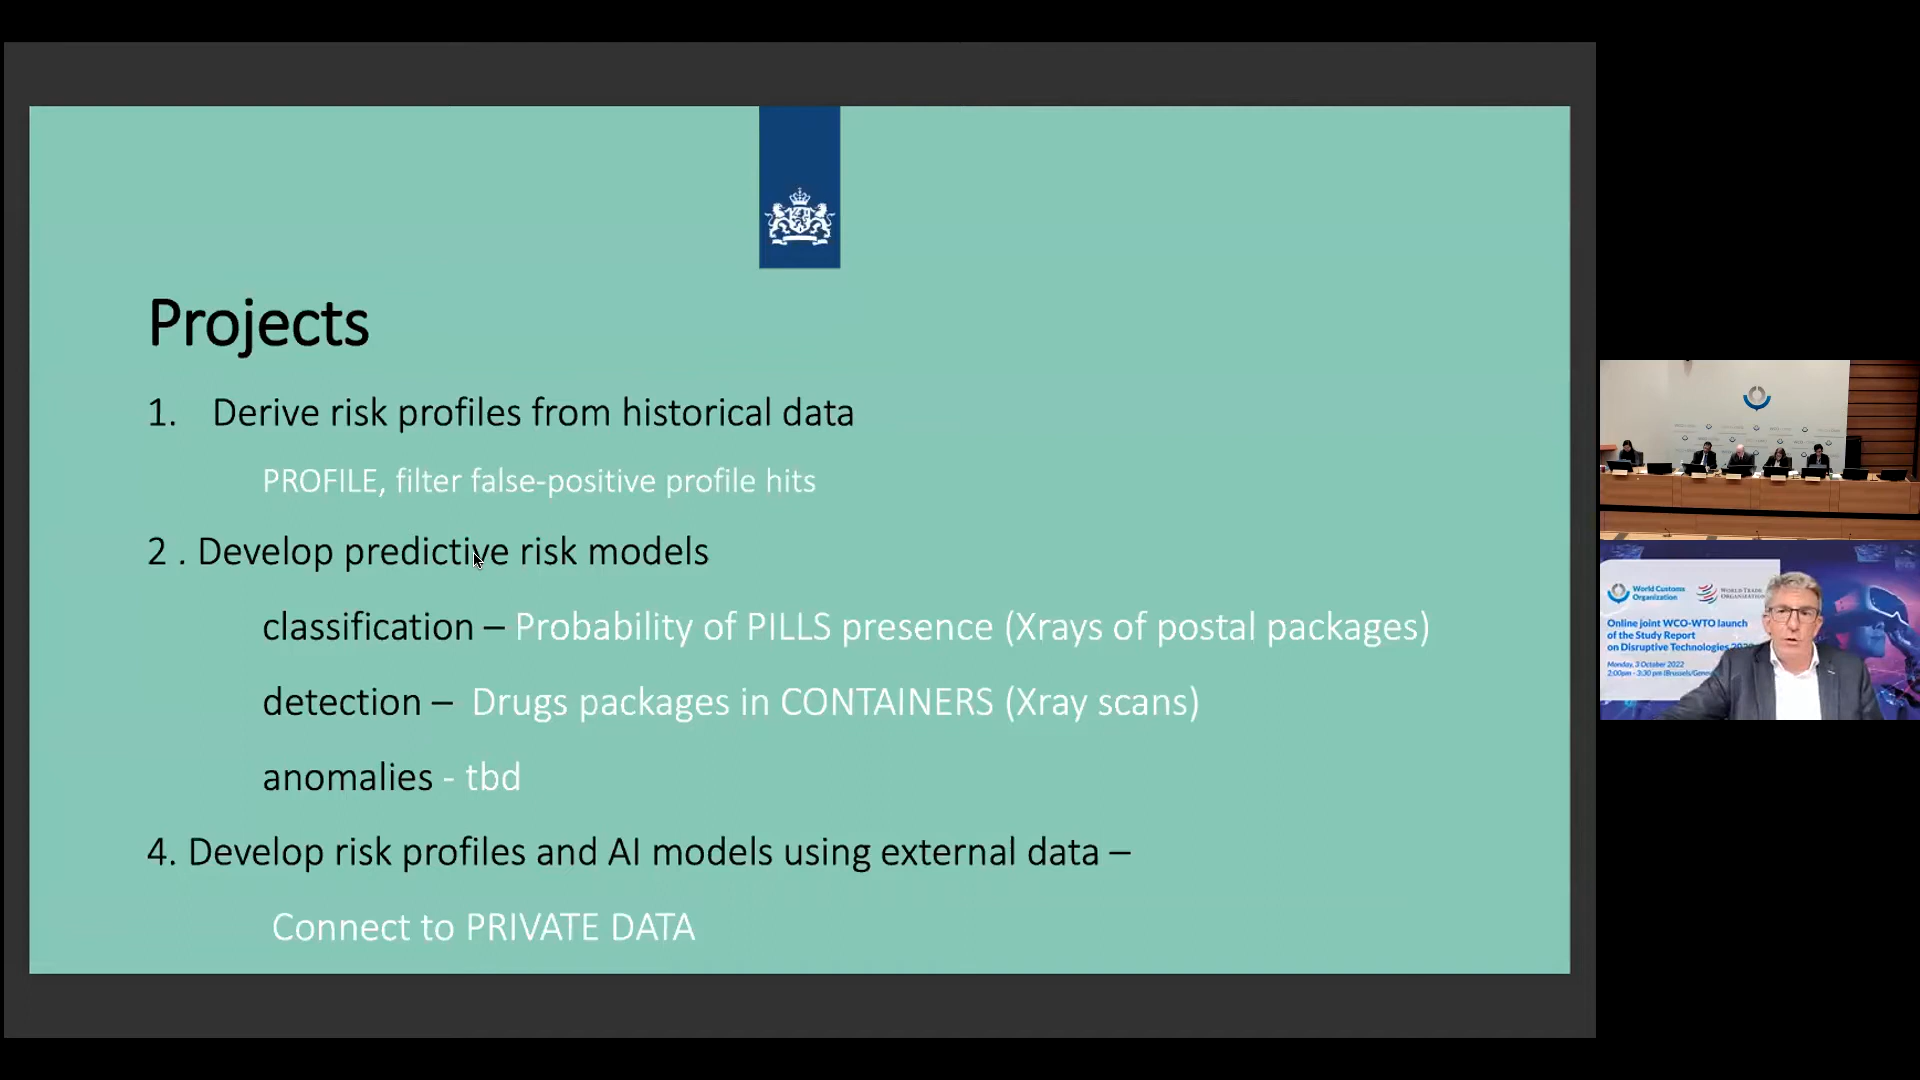 Projects
1. Derive risk profiles from historical data
PROFILE, filter false-positive profile hits
2 . Develop predictive risk models
classification – Probability of PILLS presence (Xrays of postal packages)
detection – Drugs packages in CONTAINERS (Xray scans)
anomalies - tbd
4. Develop risk profiles and AI models using external data –
Connect to PRIVATE DATA
World Customs
Organization
WORLD TRADE
Online joint WCO-WTO launch
of the Study Report
on Disruptive Technologies
Monday, 3 October 2022
2:00pm - 3:30 pm